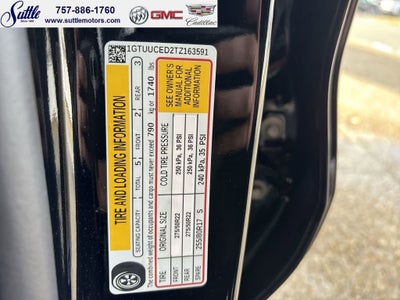 Suttle
www.suttlemotors.com
757-886-1760
GMC
Cadillac
1GTUUCED2TZ163591
TIRE AND LOADING INFORMATION
SEATING CAPACITY TOTAL 5 FRONT 2 REAR 3
The combined weight of occupants and cargo must never exceed 790 kg or 1740 lbs.
TIRE ORIGINAL SIZE COLD TIRE PRESSURE
FRONT 275/50R22 250 kPa, 36 PSI
REAR 275/50R22 250 kPa, 36 PSI
SPARE 255/80R17 S 240 kPa, 35 PSI
SEE OWNER'S
MANUAL FOR
ADDITIONAL
INFORMATION